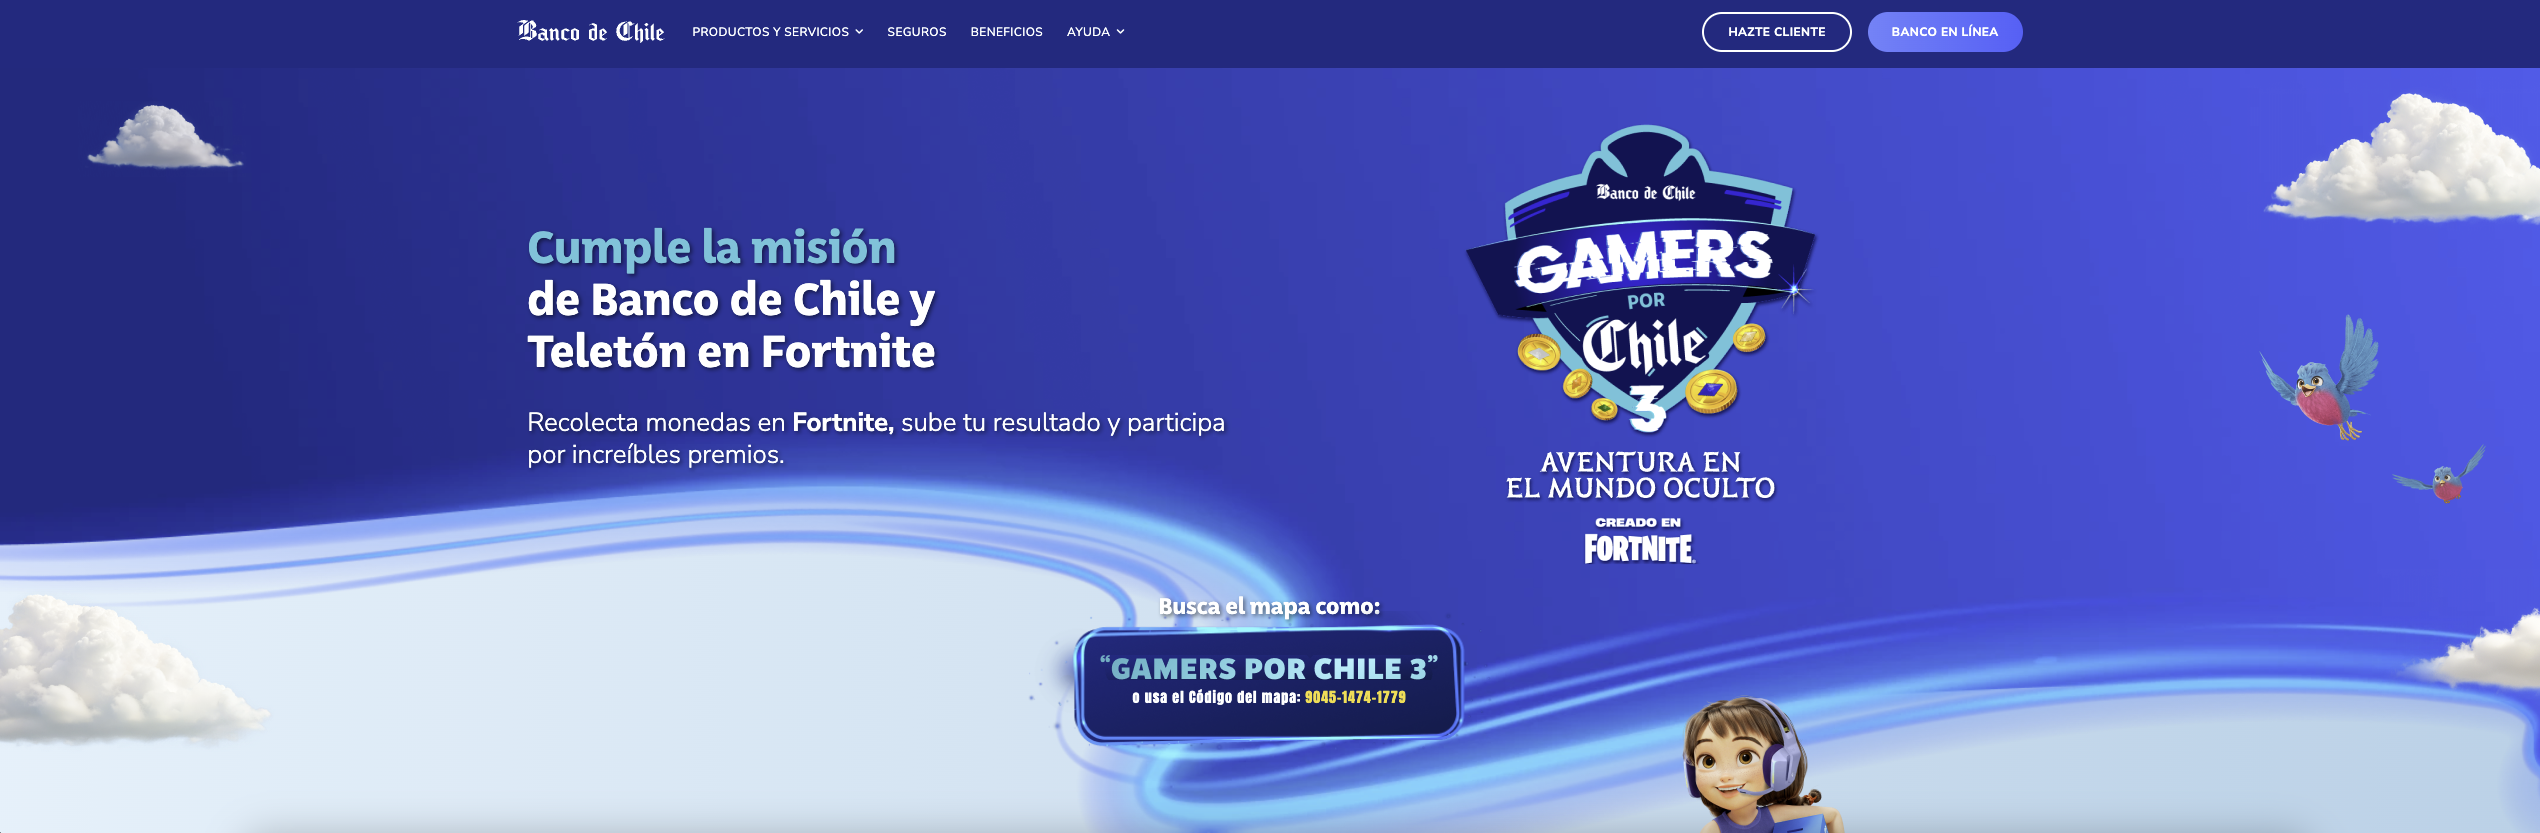 Banco de Chile
PRODUCTOS Y SERVICIOS
SEGUROS
BENEFICIOS
AYUDA
HAZTE CLIENTE
BANCO EN LÍNEA
Cumple la misión
de Banco de Chile y
Teletón en Fortnite
Recolecta monedas en Fortnite, sube tu resultado y participa
por increíbles premios.
Banco de Chile
GAMERS
POR
Chile
3
AVENTURA EN
EL MUNDO OCULTO
CREADO EN
FORTNITE
Busca el mapa como:
“GAMERS POR CHILE 3”
o usa el Código del mapa: 9045-1474-1779